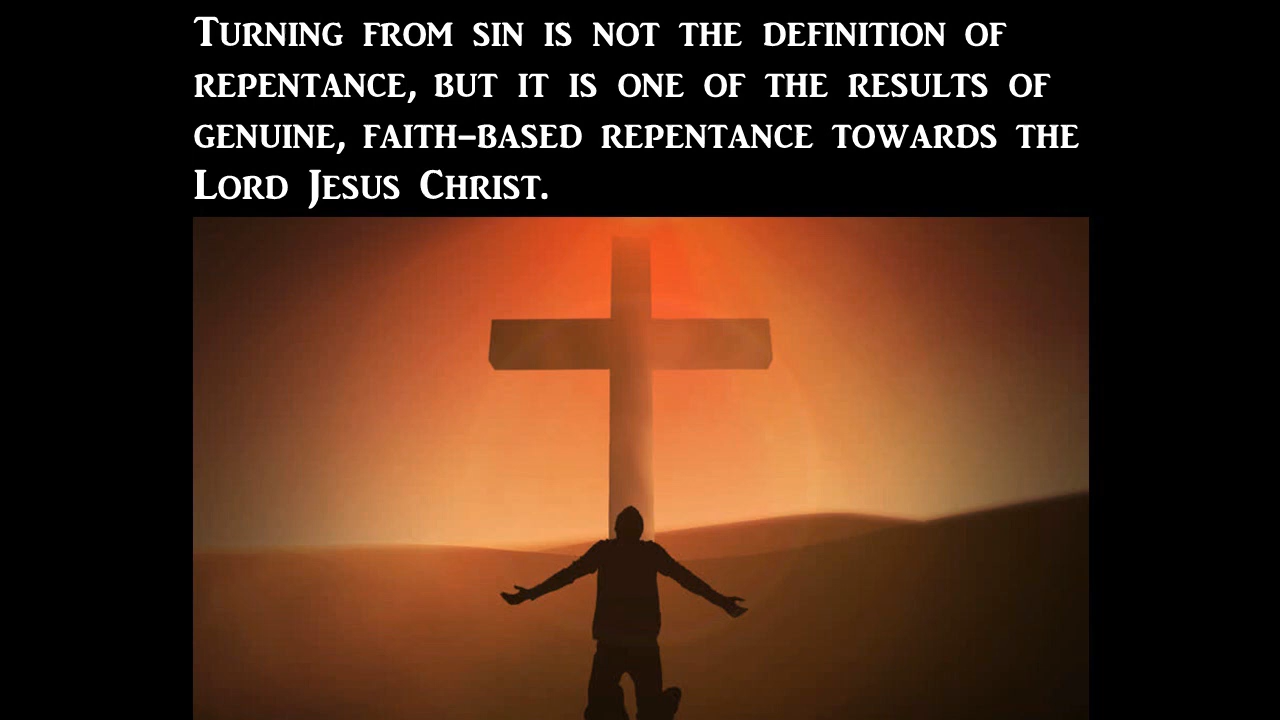 Turning from sin is not the definition of
repentance, but it is one of the results of
genuine, faith-based repentance towards the
Lord Jesus Christ.